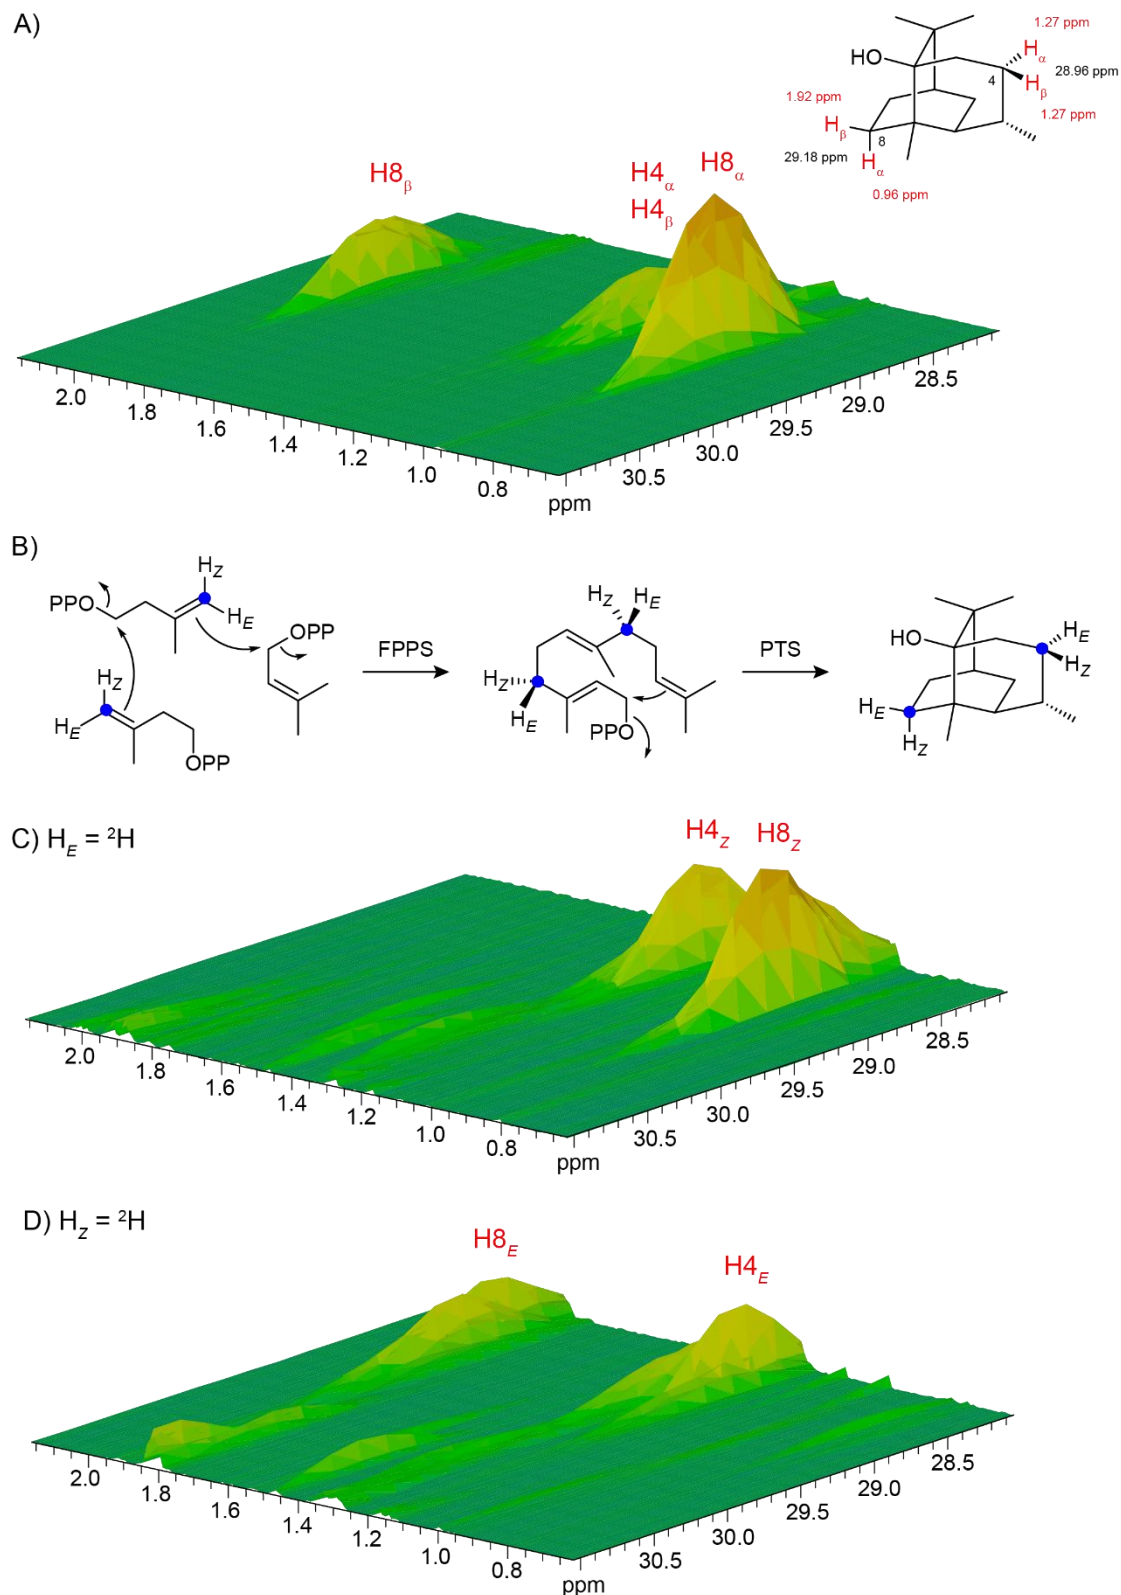 A)
1.27 ppm
HO
Hα
4
28.96 ppm
Hβ
1.92 ppm
1.27 ppm
Hβ
8
29.18 ppm
Hα
0.96 ppm
H8β
H4α
H4β
H8α
2.0 1.8 1.6 1.4 1.2 1.0 0.8
ppm
30.5 30.0 29.5 29.0 28.5
B)
HZ
PPO
HE
OPP
HZ
HE
OPP
FPPS
HZ HE
HZ
HE
PPO
PTS
HO
HE
HZ
HE
HZ
C) HE = ²H
H4Z
H8Z
2.0 1.8 1.6 1.4 1.2 1.0 0.8
ppm
30.5 30.0 29.5 29.0 28.5
D) HZ = ²H
H8E
H4E
2.0 1.8 1.6 1.4 1.2 1.0 0.8
ppm
30.5 30.0 29.5 29.0 28.5